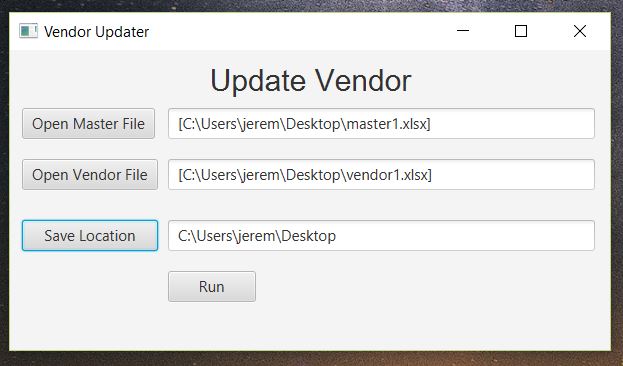 Vendor Updater
Update Vendor
Open Master File [C:\Users\jerem\Desktop\master1.xlsx]
Open Vendor File [C:\Users\jerem\Desktop\vendor1.xlsx]
Save Location C:\Users\jerem\Desktop
Run